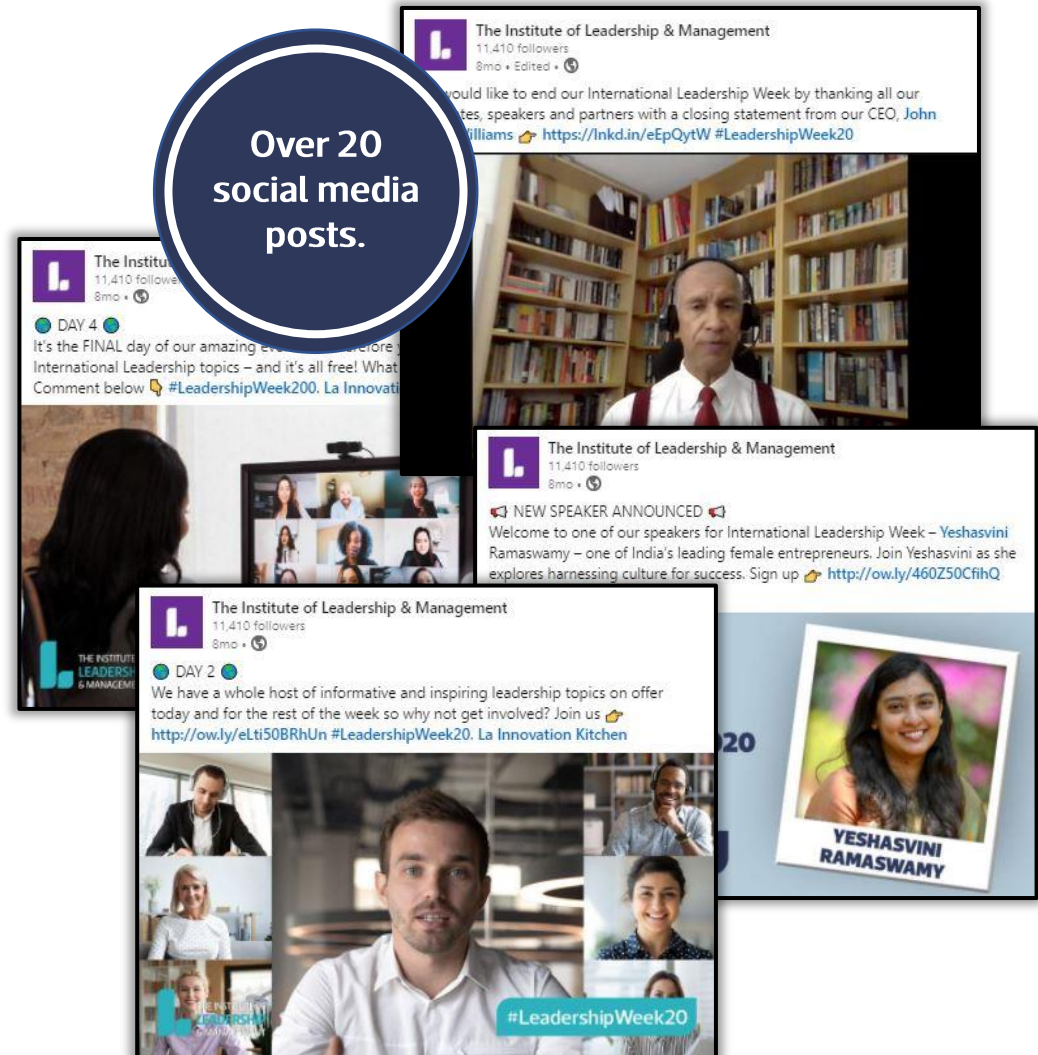 Over 20
social media
posts.
The Institute of Leadership & Management
11,410 followers
8mo • Edited •
would like to end our International Leadership Week by thanking all our
speakers and partners with a closing statement from our CEO, John
https://lnkd.in/eEpQytW #LeadershipWeek20
The
11,410
8mo •
DAY 4
It's the FINAL day of our amazing
International Leadership topics – and it's all free! What
Comment below #LeadershipWeek200. La
THE INSTITUTE
& 
The Institute of Leadership & Management
11,410 followers
8mo •
NEW SPEAKER ANNOUNCED
Welcome to one of our speakers for International Leadership Week – Yeshasvini
Ramaswamy – one of India's leading female entrepreneurs. Join Yeshasvini as she
explores harnessing culture for success. Sign up http://ow.ly/460Z50CfihQ
20
YESHASVINI
RAMASWAMY
The Institute of Leadership & Management
11,410 followers
8mo •
DAY 2
We have a whole host of informative and inspiring leadership topics on offer
today and for the rest of the week so why not get involved? Join us
http://ow.ly/eLti50BRhUn #LeadershipWeek20. La Innovation Kitchen
#LeadershipWeek20